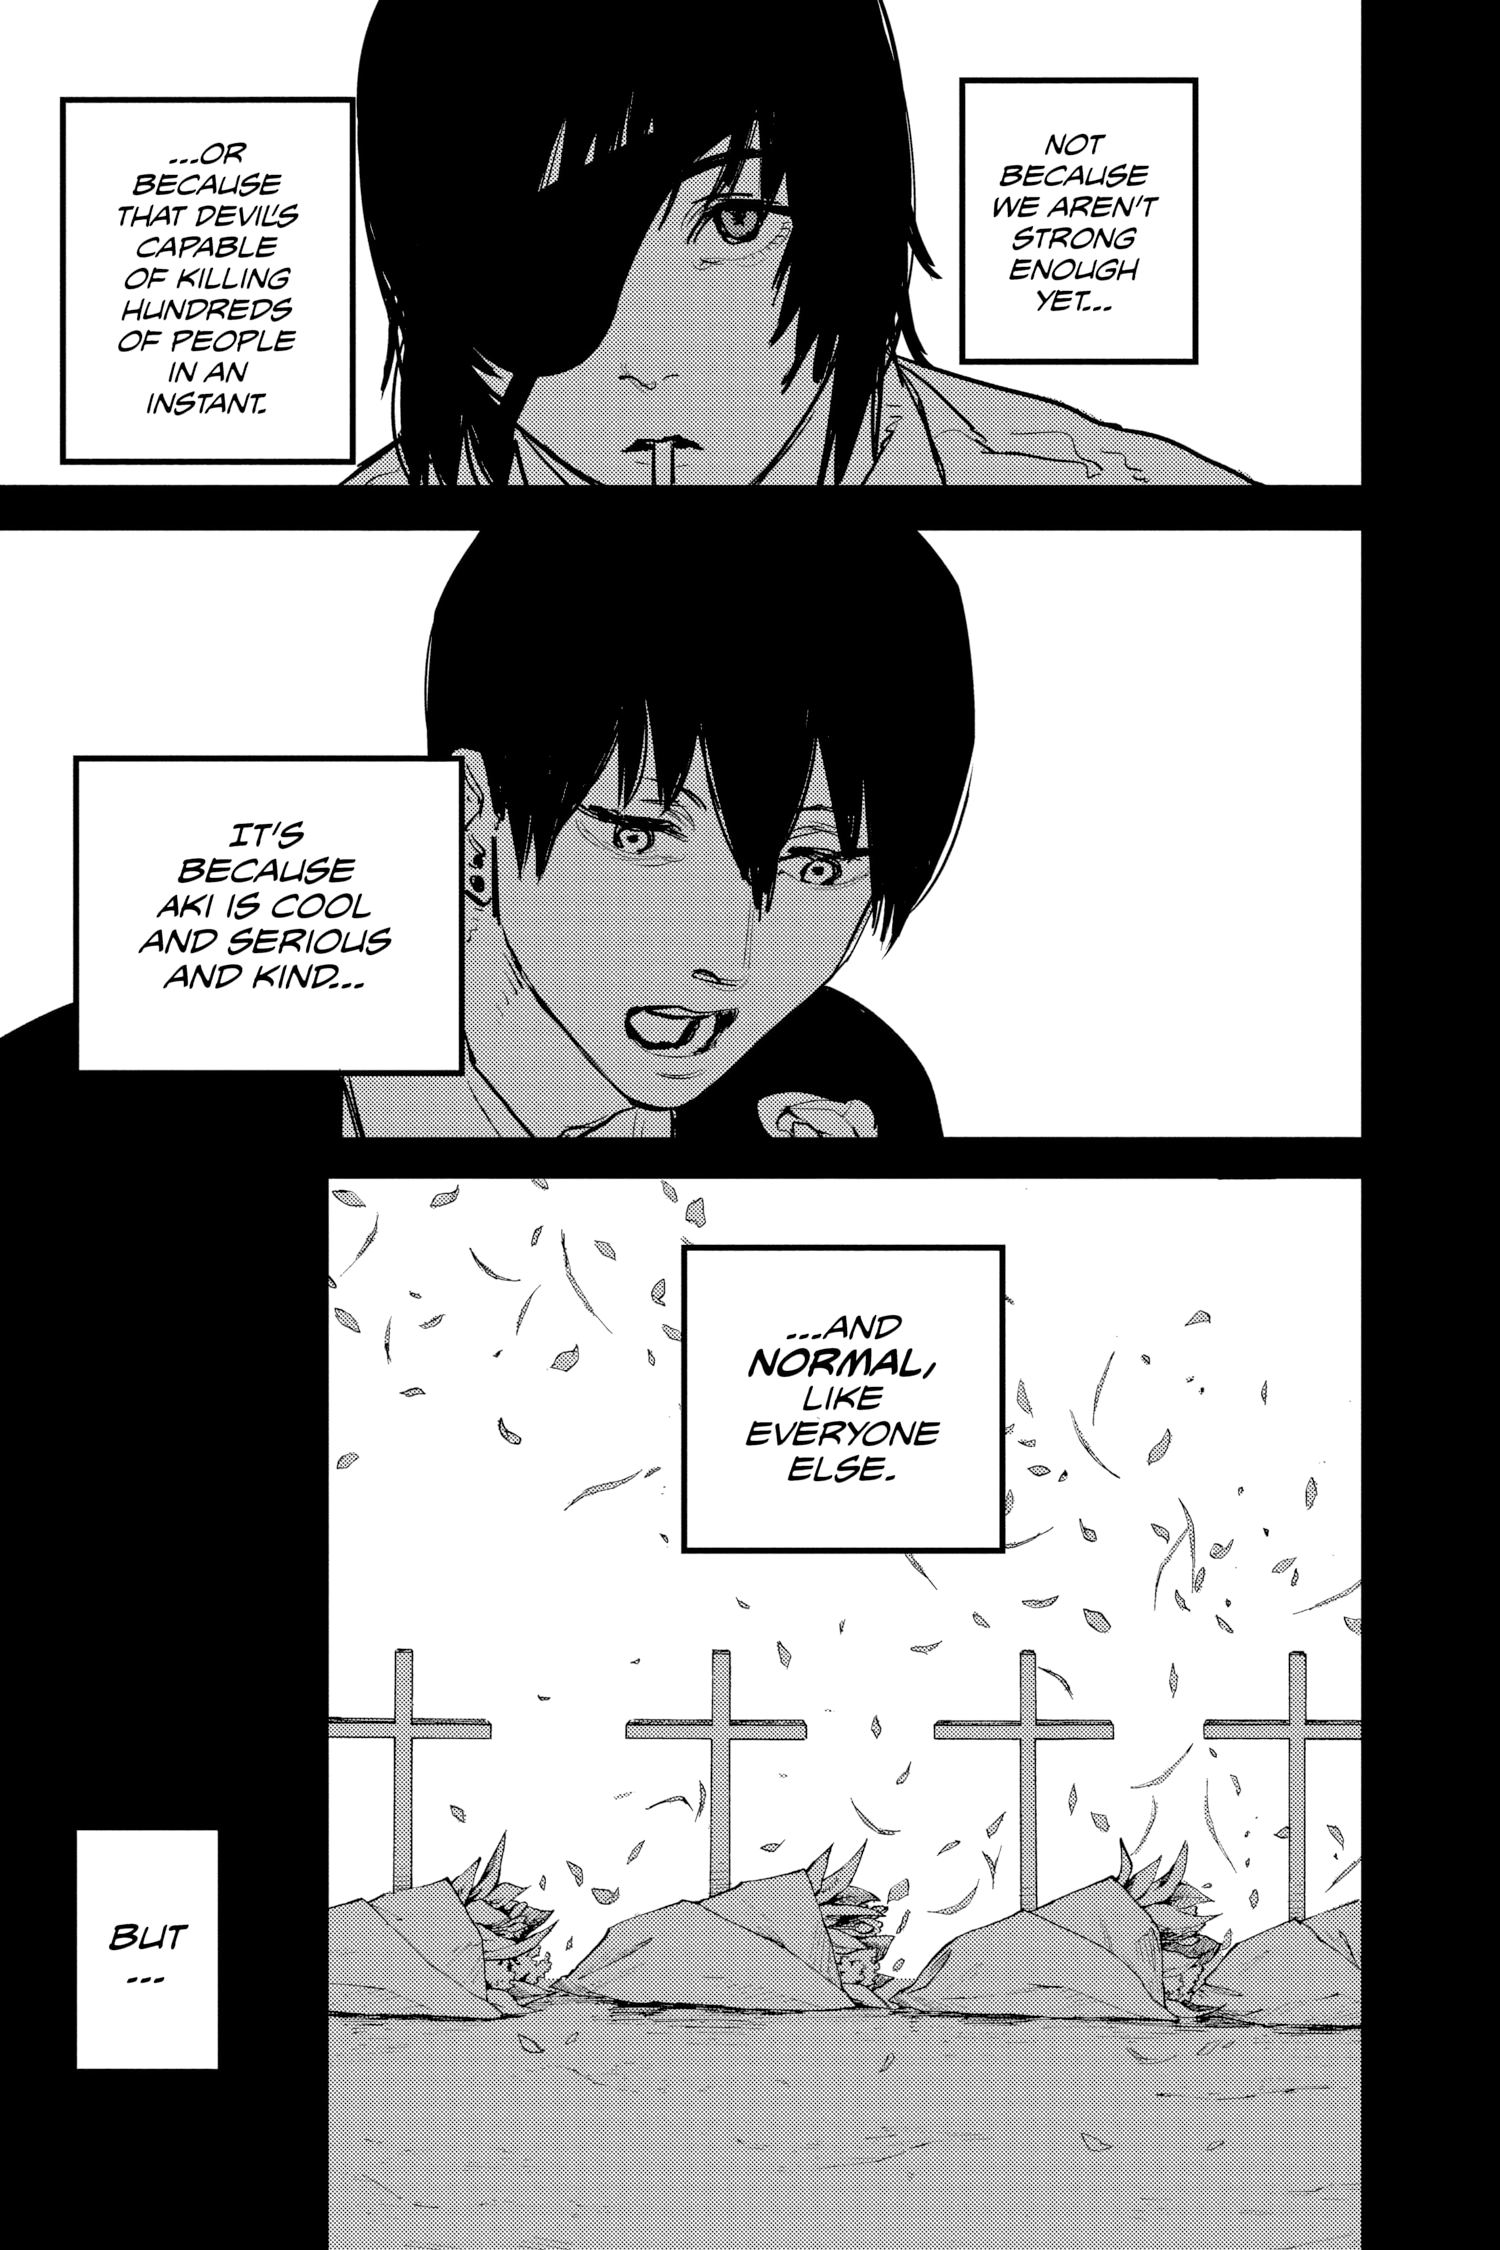 NOT
BECAUSE
WE AREN'T
STRONG
ENOUGH
YET...
...OR
BECAUSE
THAT DEVIL'S
CAPABLE
OF KILLING
HUNDREDS
OF PEOPLE
IN AN
INSTANT.
IT'S
BECAUSE
AKI IS COOL
AND SERIOUS
AND KIND...
...AND
NORMAL,
LIKE
EVERYONE
ELSE.
BUT
...